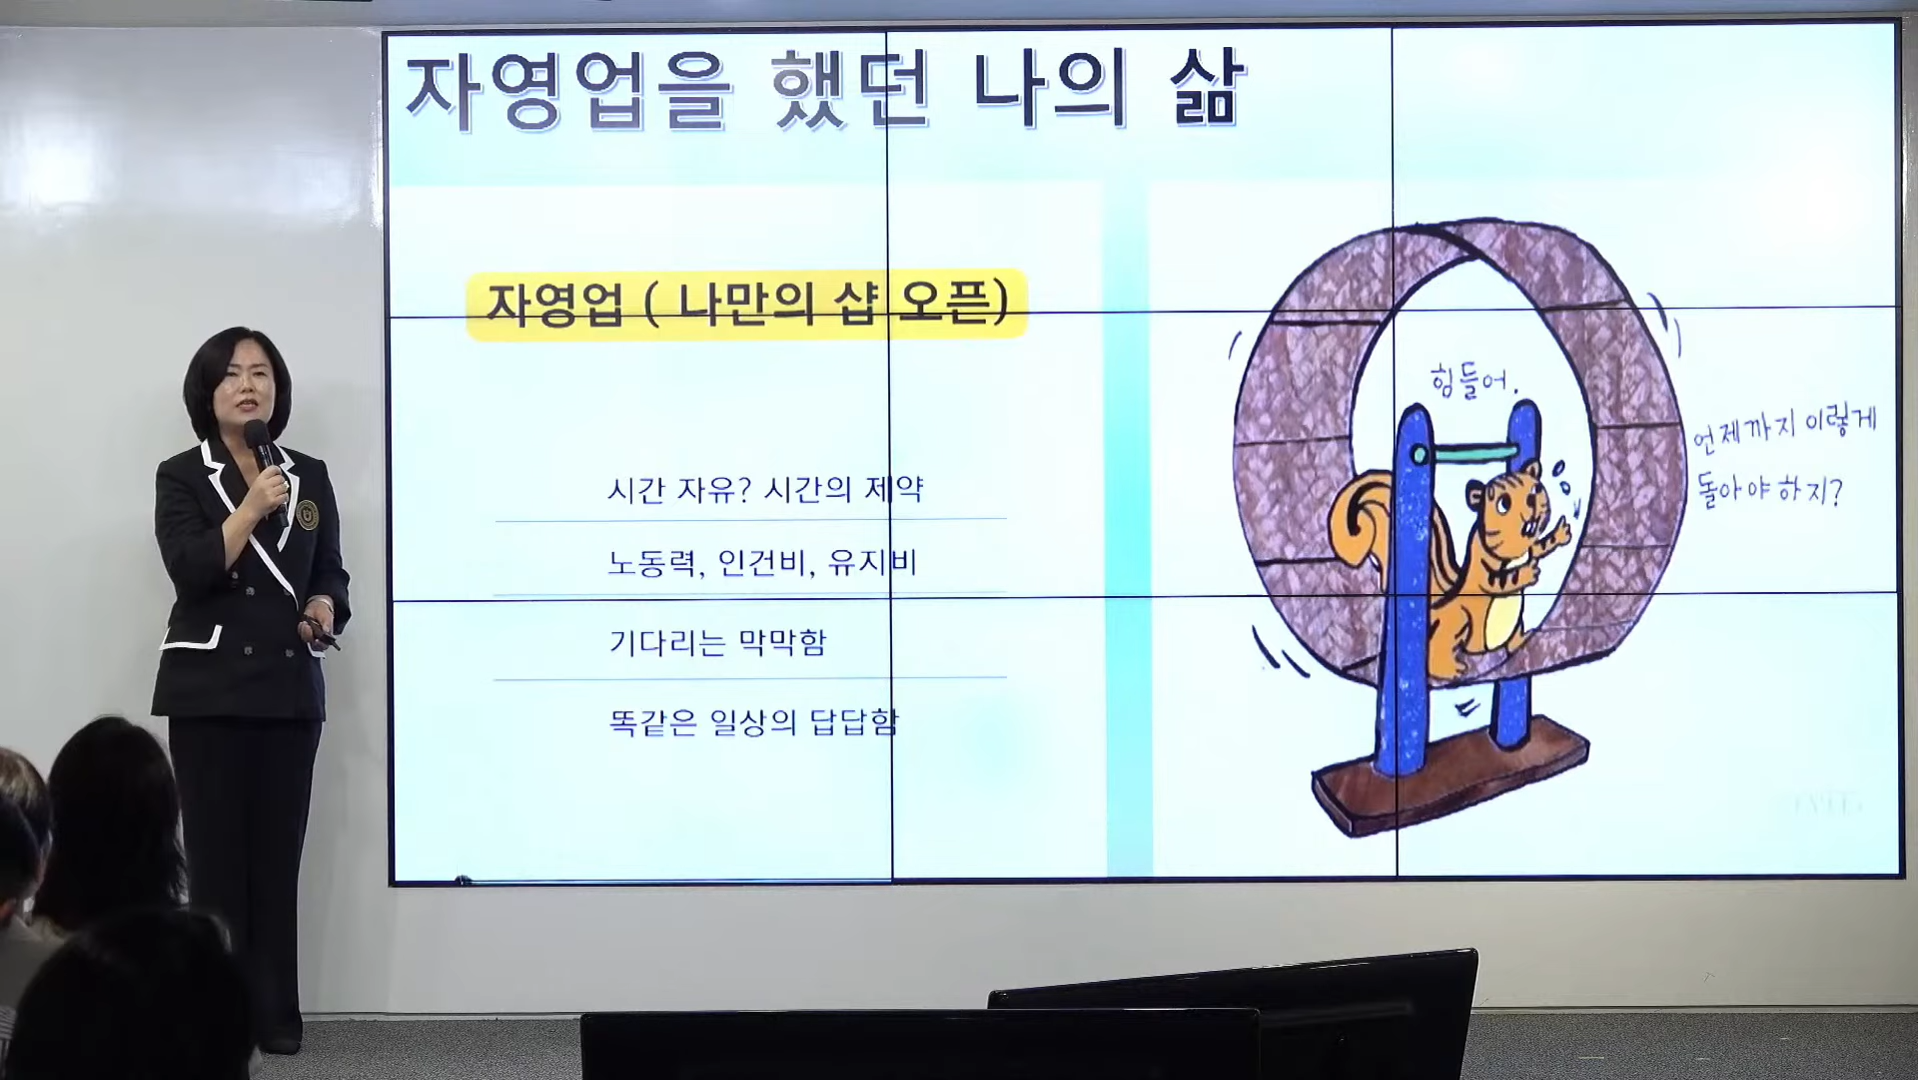 자영업을 했던 나의 삶
자영업 ( 나만의 샵 오픈)
시간 자유? 시간의 제약
노동력, 인건비, 유지비
기다리는 막막함
똑같은 일상의 답답함
힘들어.
언제까지 이렇게
돌아야 하지?